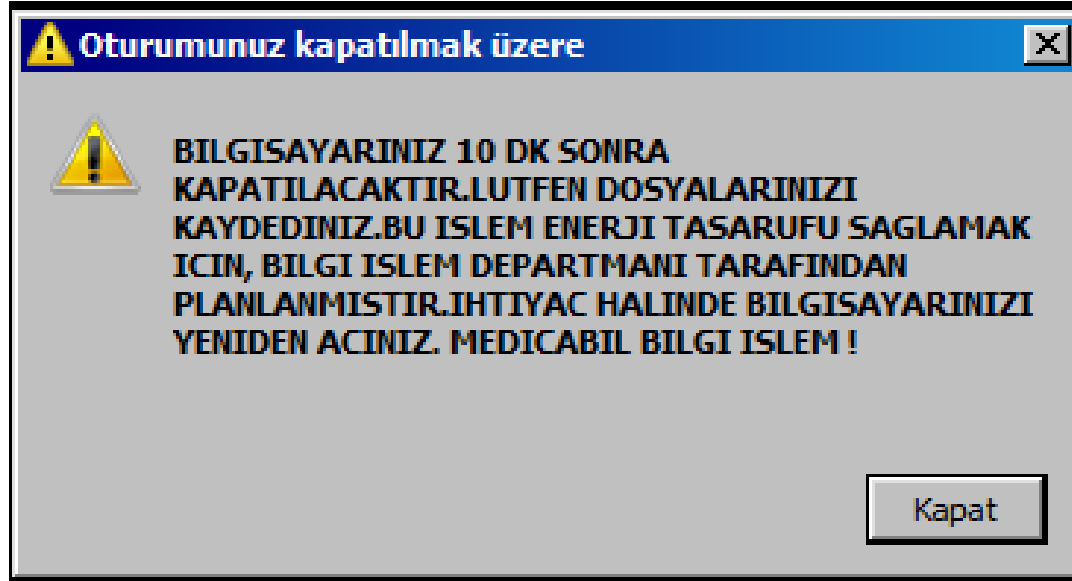 Oturumunuz kapatılmak üzere
BILGISAYARINIZ 10 DK SONRA
KAPATILACAKTIR.LUTFEN DOSYALARINIZI
KAYDEDINIZ.BU ISLEM ENERJI TASARUFU SAGLAMAK
ICIN, BILGI ISLEM DEPARTMANI TARAFINDAN
PLANLANMISTIR.IHTIYAC HALINDE BILGISAYARINIZI
YENIDEN ACINIZ. MEDICABIL BILGI ISLEM !
Kapat